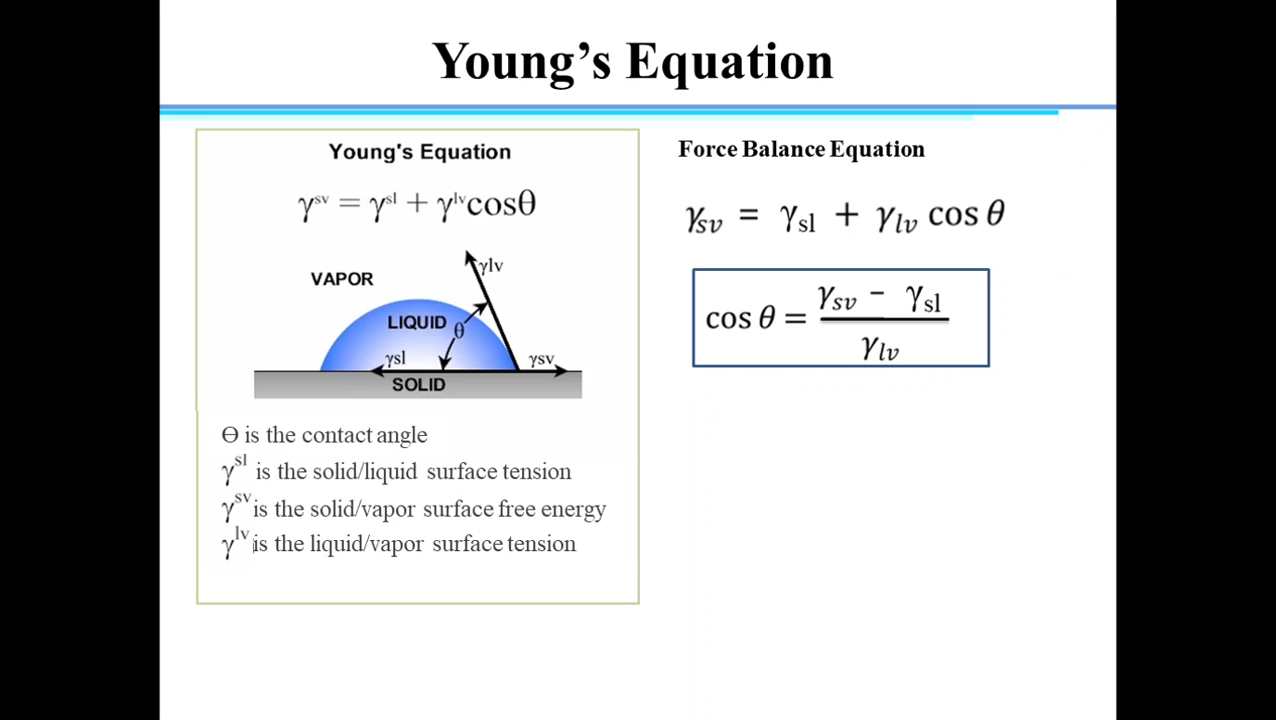 Young’s Equation
Young's Equation
γˢᵛ = γˢˡ + γˡᵛcosθ
VAPOR
γlv
LIQUID
θ
γsl
γsv
SOLID
Ɵ is the contact angle
γˢˡ is the solid/liquid surface tension
γˢᵛ is the solid/vapor surface free energy
γˡᵛ is the liquid/vapor surface tension
Force Balance Equation
γₛᵥ = γₛₗ + γₗᵥ cos θ
cos θ = (γₛᵥ − γₛₗ) / γₗᵥ